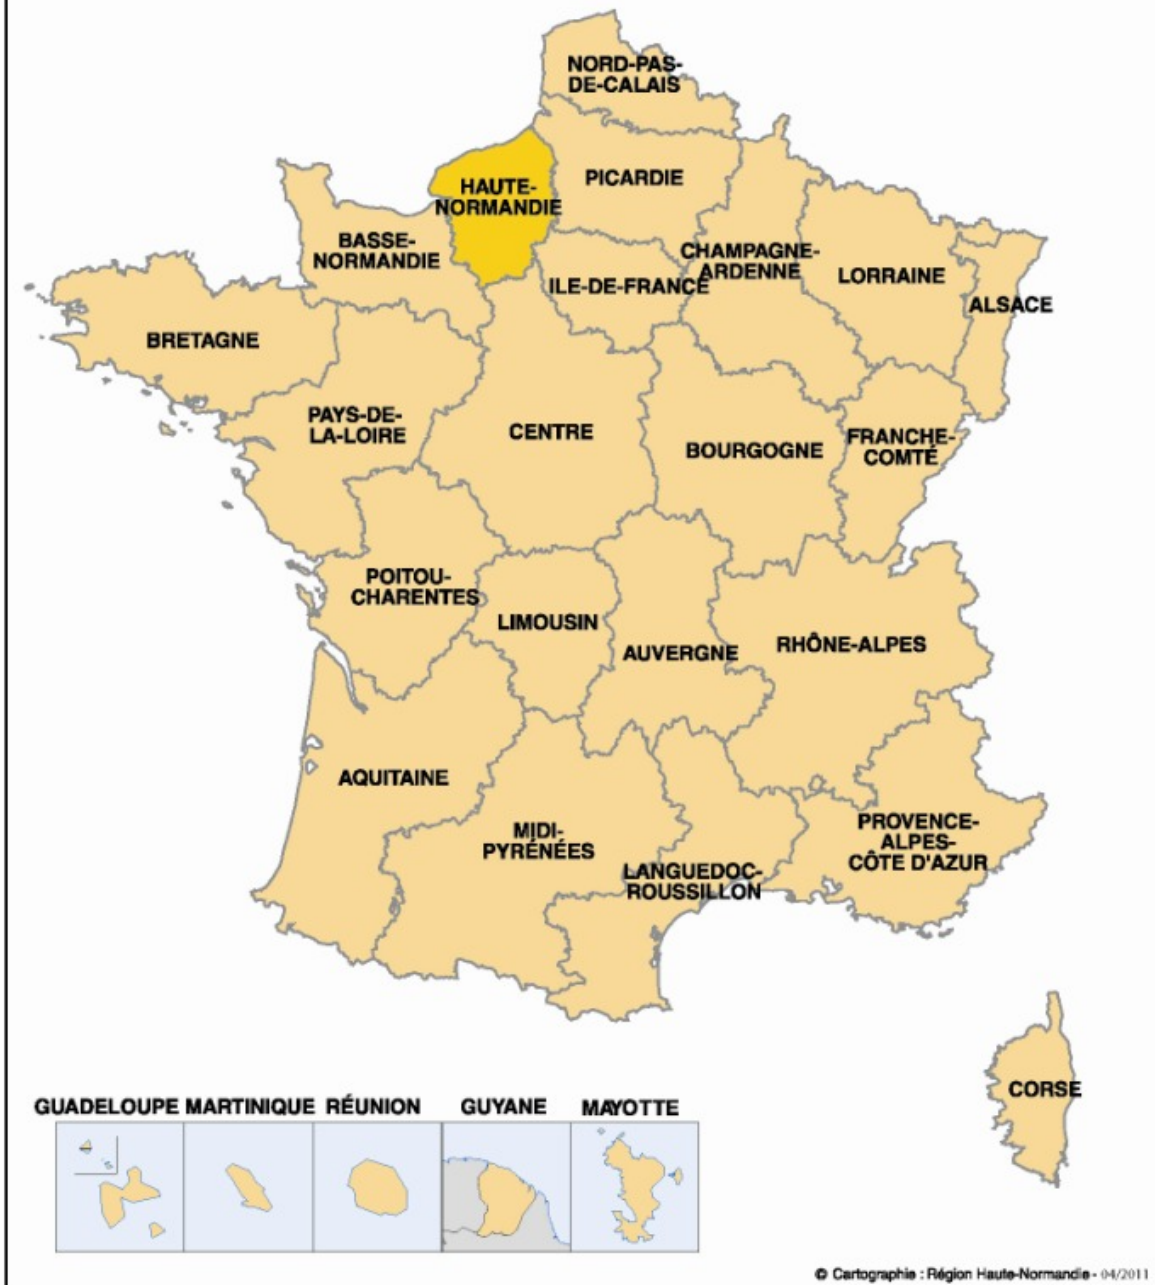 NORD-PAS-
DE-CALAIS
PICARDIE
HAUTE-
NORMANDIE
BASSE-
NORMANDIE
CHAMPAGNE-
ARDENNE
ILE-DE-FRANCE
LORRAINE
ALSACE
BRETAGNE
PAYS-DE-
LA-LOIRE
CENTRE
BOURGOGNE
FRANCHE-
COMTÉ
POITOU-
CHARENTES
LIMOUSIN
AUVERGNE
RHÔNE-ALPES
AQUITAINE
MIDI-
PYRÉNÉES
LANGUEDOC-
ROUSSILLON
PROVENCE-
ALPES-
CÔTE D'AZUR
CORSE
GUADELOUPE MARTINIQUE RÉUNION GUYANE MAYOTTE
© Cartographie : Région Haute-Normandie - 04/2011